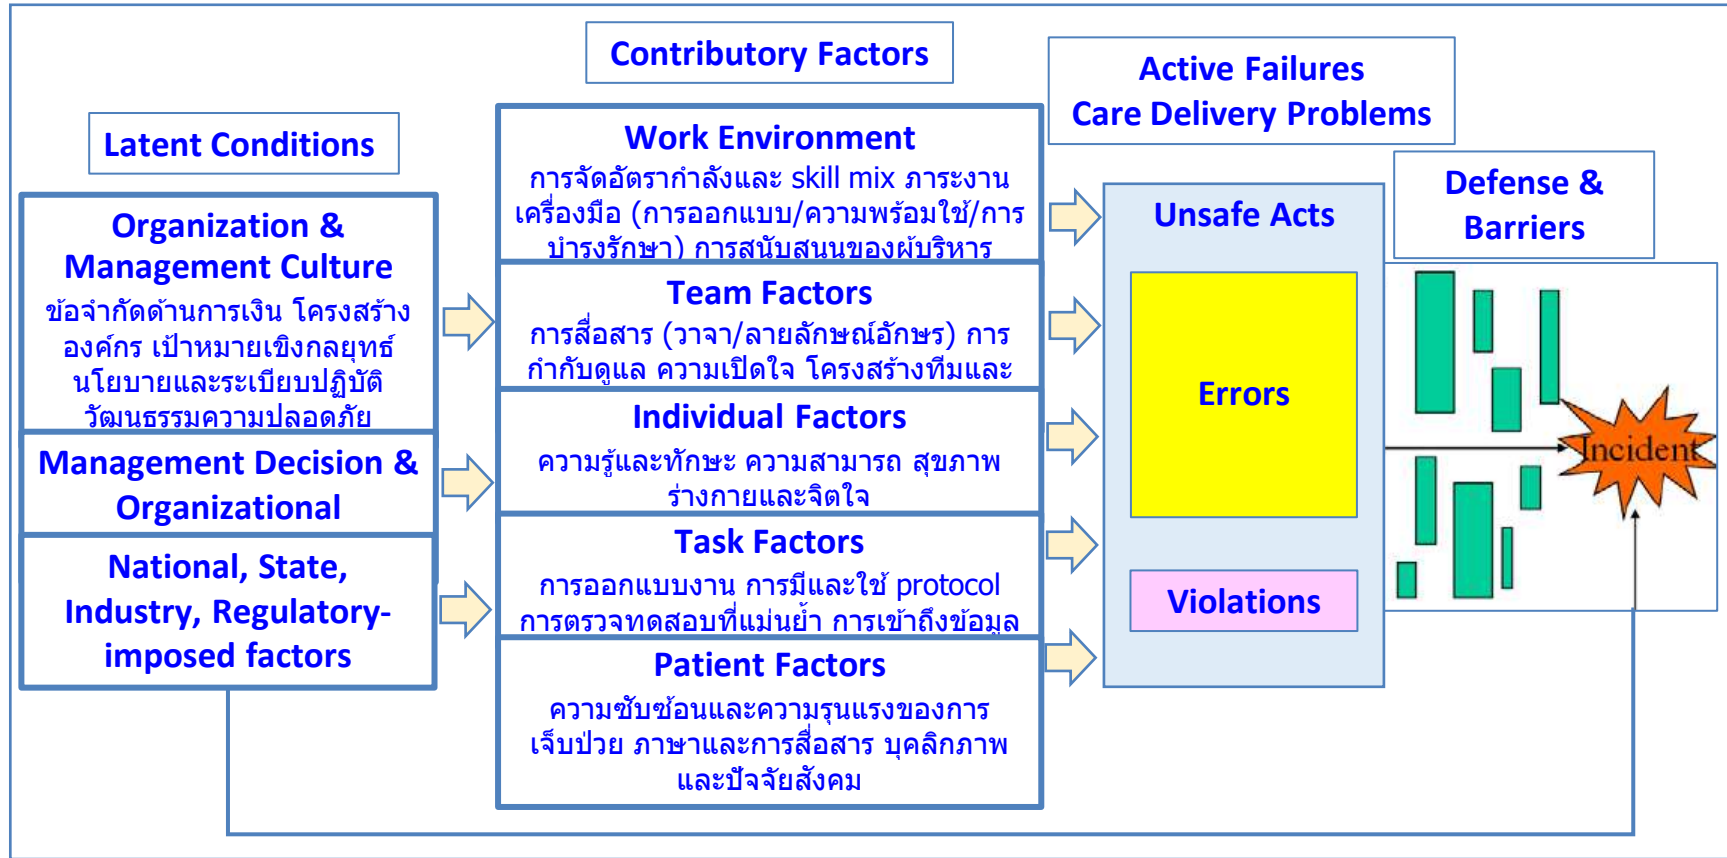 Contributory Factors
Active Failures
Care Delivery Problems
Latent Conditions
Defense &
Barriers
Organization &
Management Culture
ข้อจำกัดด้านการเงิน โครงสร้าง
องค์กร เป้าหมายเชิงกลยุทธ์
นโยบายและระเบียบปฏิบัติ
วัฒนธรรมความปลอดภัย
Management Decision &
Organizational
National, State,
Industry, Regulatory-
imposed factors
Work Environment
การจัดอัตรากำลังและ skill mix ภาระงาน
เครื่องมือ (การออกแบบ/ความพร้อมใช้/การ
บำรงรักษา) การสนับสนนของผ้บริหาร
Team Factors
การสื่อสาร (วาจา/ลายลักษณ์อักษร) การ
กำกับดูแล ความเปิดใจ โครงสร้างทีมและ
Individual Factors
ความรู้และทักษะ ความสามารถ สุขภาพ
ร่างกายและจิตใจ
Task Factors
การออกแบบงาน การมีและใช้ protocol
การตรวจทดสอบที่แม่นยำ การเข้าถึงข้อมูล
Patient Factors
ความซับซ้อนและความรุนแรงของการ
เจ็บป่วย ภาษาและการสื่อสาร บุคลิกภาพ
และปัจจัยสังคม
Unsafe Acts
Errors
Violations
Incident